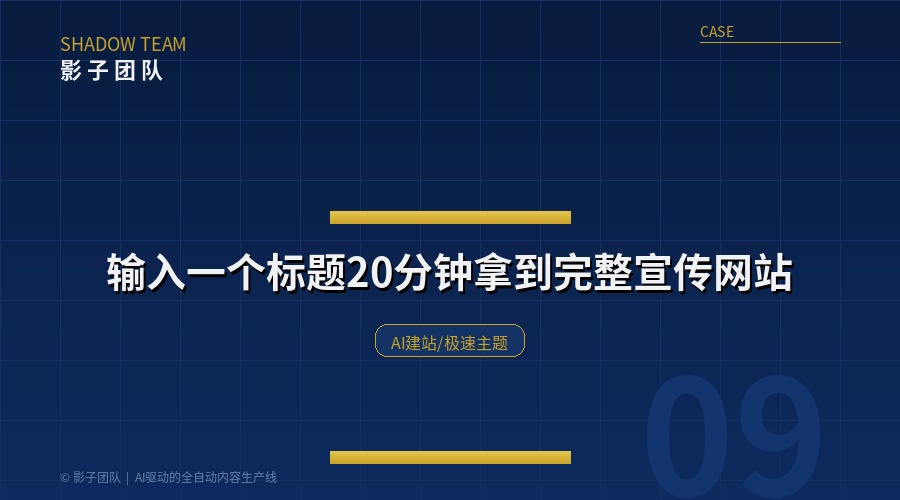 SHADOW TEAM
影子团队
CASE
输入一个标题20分钟拿到完整宣传网站
AI建站/极速主题
09
© 影子团队 | AI驱动的全自动内容生产线